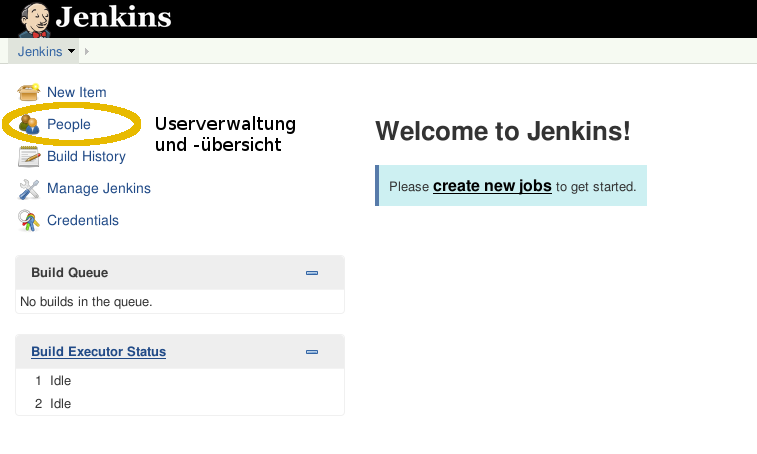 Jenkins
Jenkins
New Item
People
Userverwaltung
und -übersicht
Build History
Manage Jenkins
Credentials
Welcome to Jenkins!
Please create new jobs to get started.
Build Queue
No builds in the queue.
Build Executor Status
1 Idle
2 Idle